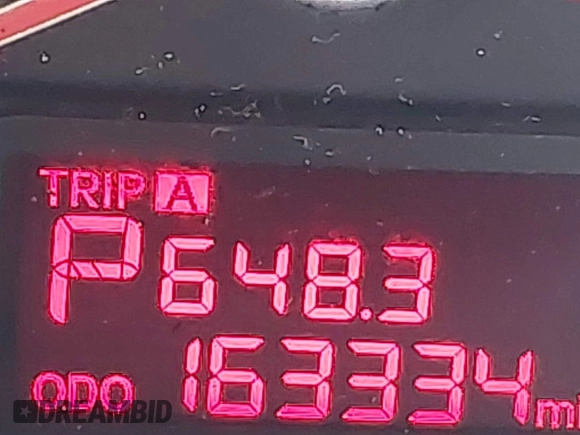 TRIP A
P 648.3
ODO 163334 mi
DREAMBID